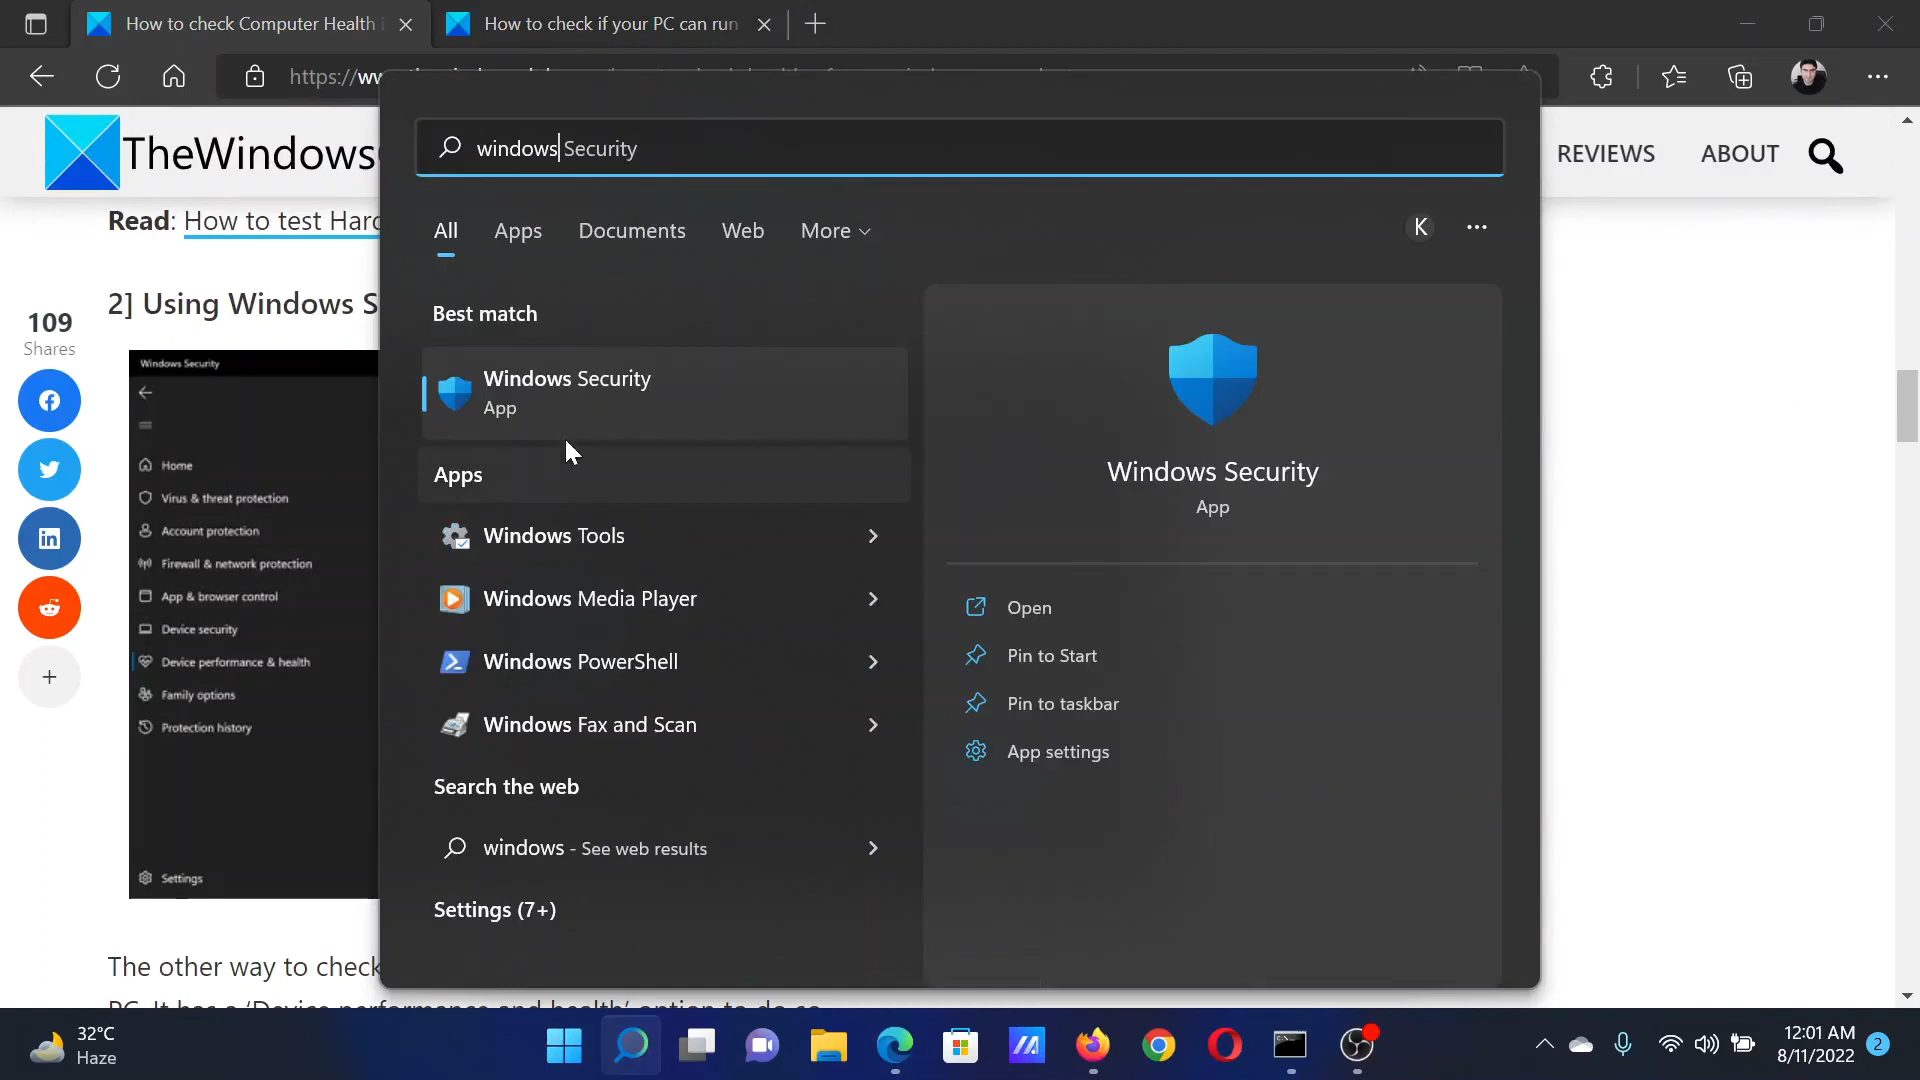 How to check Computer Health
How to check if your PC can run
https://ww
TheWindows
REVIEWS
ABOUT
windows Security
Read: How to test Hard
All
Apps
Documents
Web
More
K
2] Using Windows S
109
Shares
Windows Security
Home
Virus & threat protection
Account protection
Firewall & network protection
App & browser control
Device security
Device performance & health
Family options
Protection history
Settings
Best match
Windows Security
App
Apps
Windows Tools
Windows Media Player
Windows PowerShell
Windows Fax and Scan
Search the web
windows - See web results
Settings (7+)
Windows Security
App
Open
Pin to Start
Pin to taskbar
App settings
The other way to check
32°C
Haze
12:01 AM
8/11/2022
2